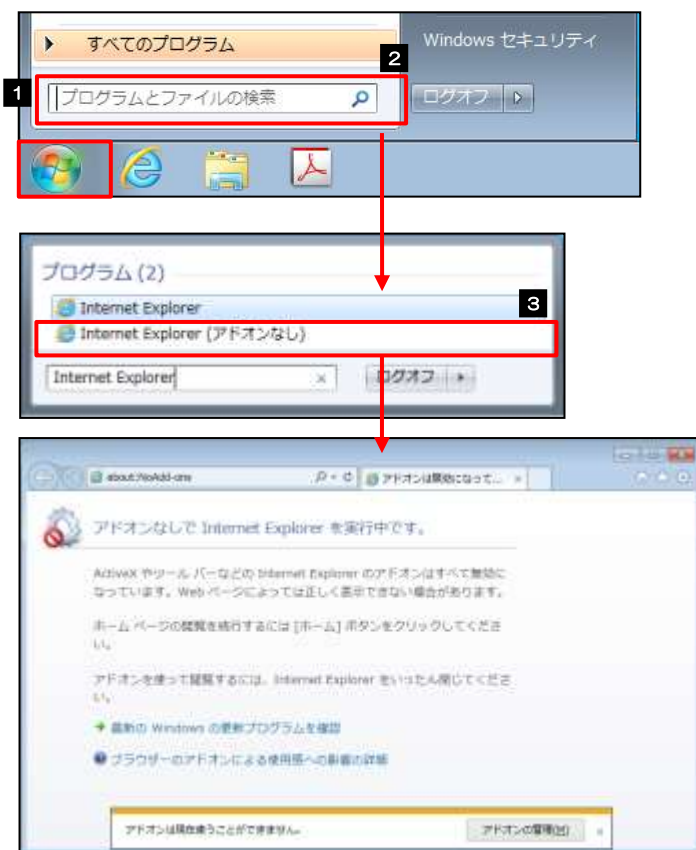 すべてのプログラム
Windows セキュリティ
2
1
プログラムとファイルの検索
ログオフ
プログラム (2)
Internet Explorer
3
Internet Explorer (アドオンなし)
Internet Explorer
ログオフ
about:NoAdd-ons
アドオンは無効になって...
アドオンなしで Internet Explorer を実行中です。
ActiveX やツール バーなどの Internet Explorer のアドオンはすべて無効に
なっています。Web ページによっては正しく表示できない場合があります。
ホーム ページの閲覧を続行するには [ホーム] ボタンをクリックしてくださ
い。
アドオンを使って閲覧するには、Internet Explorer をいったん閉じてくださ
い。
最新の Windows の更新プログラムを確認
ブラウザーのアドオンによる使用感への影響の詳細
アドオンは現在使うことができません。
アドオンの管理(M)